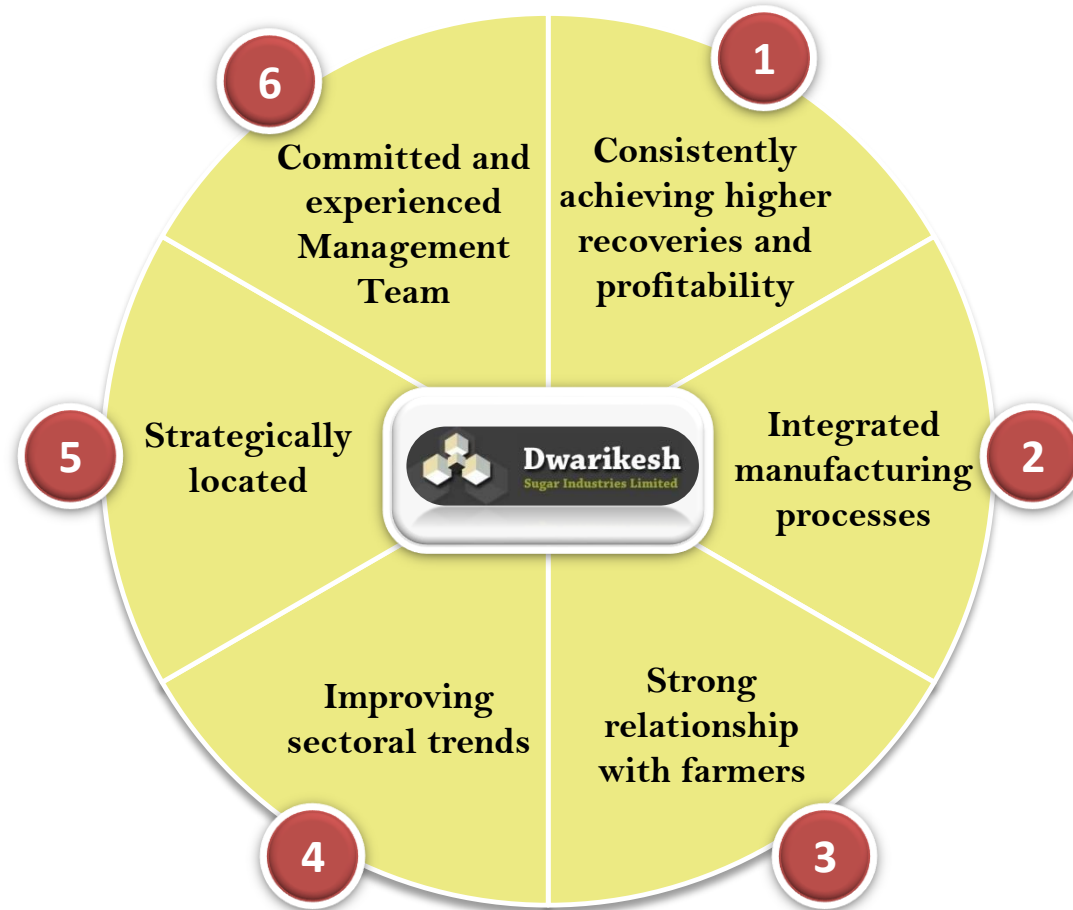 1
Consistently
achieving higher
recoveries and
profitability
2
Integrated
manufacturing
processes
3
Strong
relationship
with farmers
4
Improving
sectoral trends
5
Strategically
located
6
Committed and
experienced
Management
Team
Dwarikesh
Sugar Industries Limited